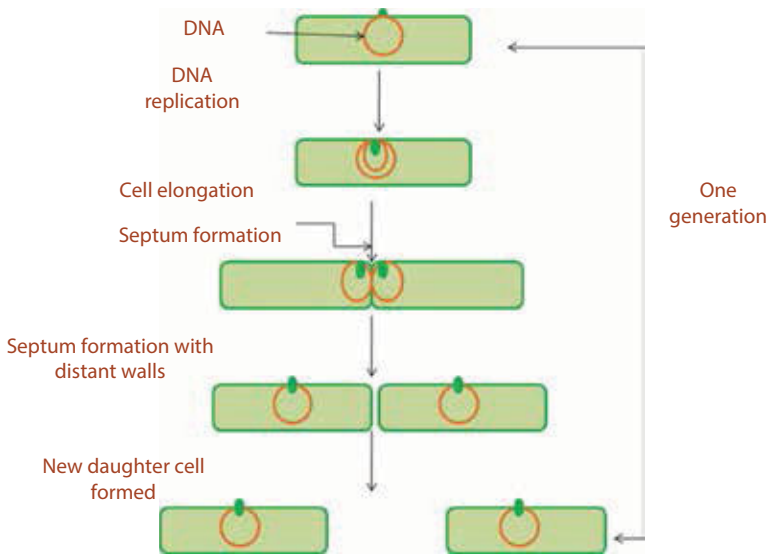 DNA
DNA
replication
Cell elongation
Septum formation
Septum formation with
distant walls
New daughter cell
formed
One
generation